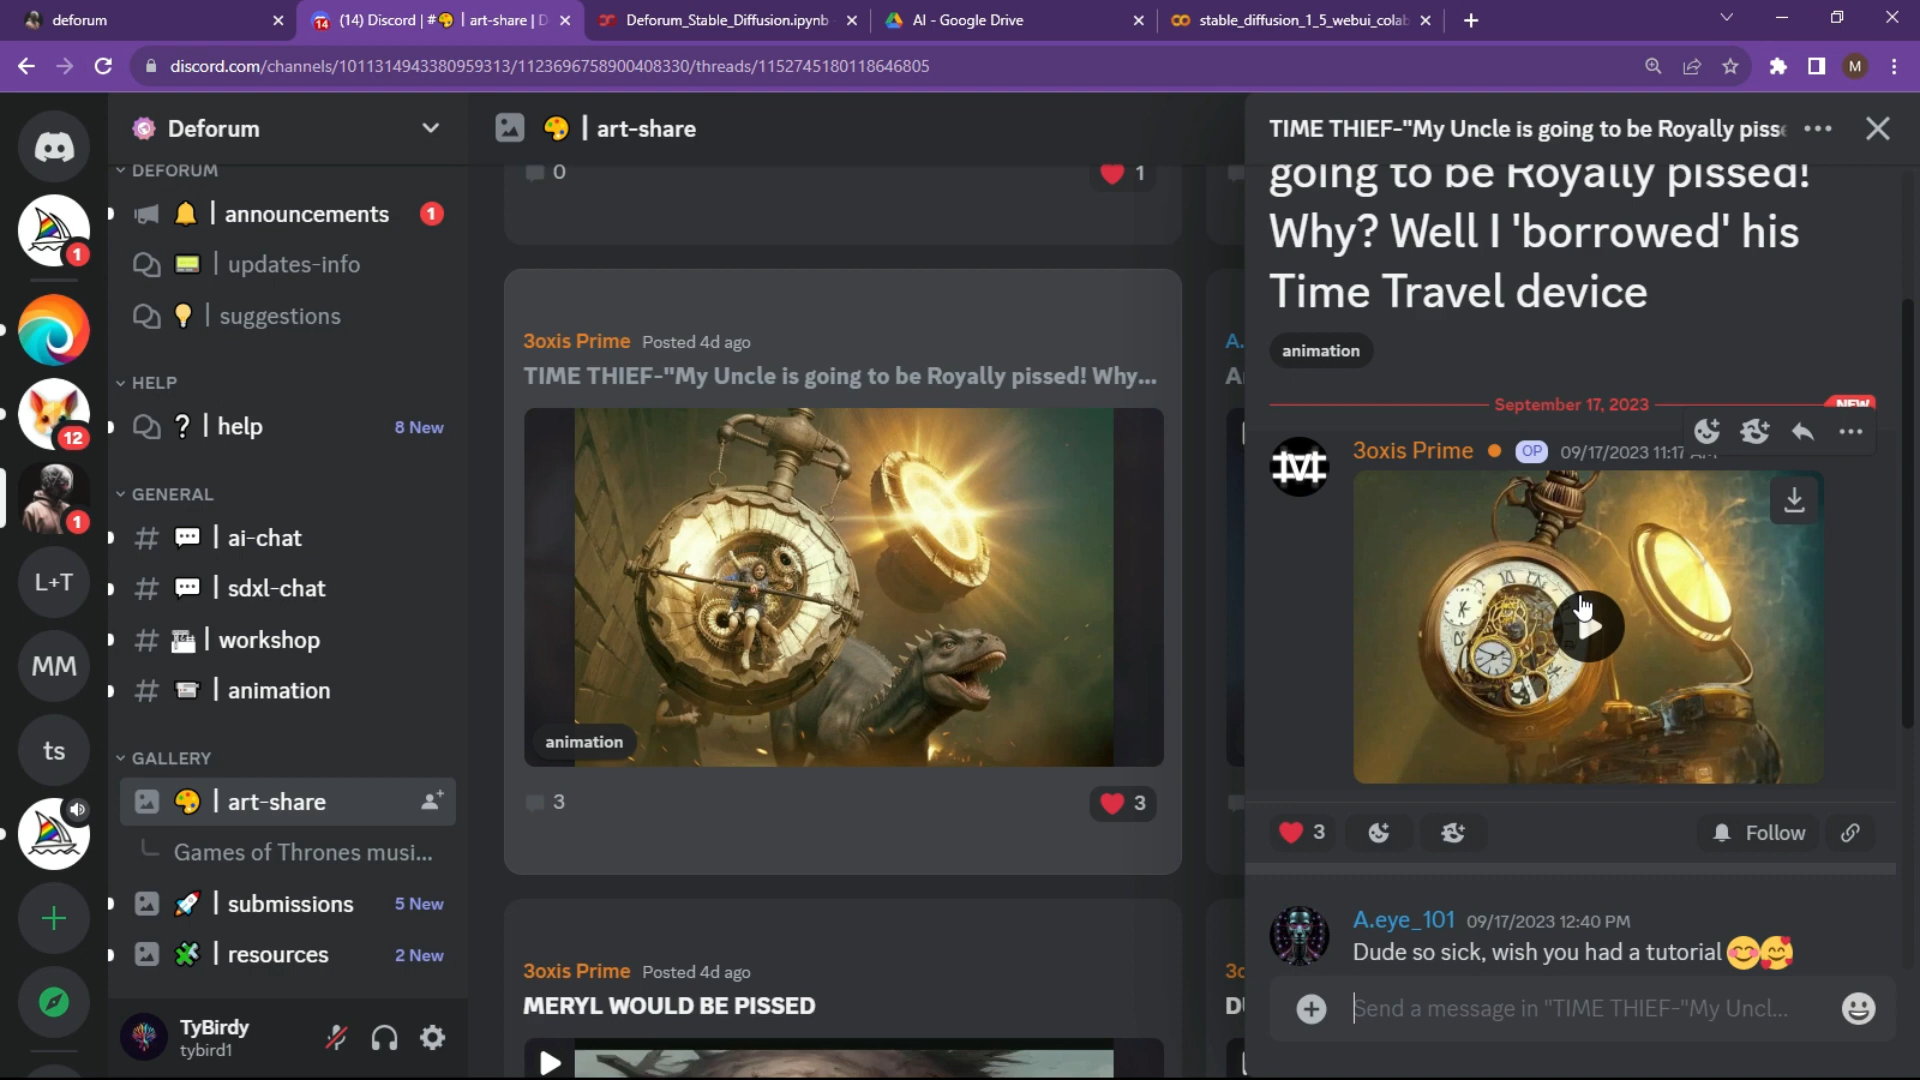 deforum
(14) Discord | #🎨 | art-share | D
Deforum_Stable_Diffusion.ipynb
AI - Google Drive
stable_diffusion_1_5_webui_colab
discord.com/channels/1011314943380959313/1123696758900408330/threads/1152745180118646805
M
Deforum
DEFORUM
announcements 1
updates-info
suggestions
HELP
? | help 8 New
GENERAL
ai-chat
sdxl-chat
workshop
animation
GALLERY
art-share
Games of Thrones musi...
submissions 5 New
resources 2 New
TyBirdy
tybird1
1
12
1
L+T
MM
ts
| art-share
0
1
3oxis Prime Posted 4d ago
TIME THIEF-"My Uncle is going to be Royally pissed! Why...
animation
3
3
3oxis Prime Posted 4d ago
MERYL WOULD BE PISSED
TIME THIEF-"My Uncle is going to be Royally pisse
going to be Royally pissed!
Why? Well I 'borrowed' his
Time Travel device
animation
September 17, 2023
NEW
3oxis Prime OP 09/17/2023 11:17 AM
3
Follow
A.eye_101 09/17/2023 12:40 PM
Dude so sick, wish you had a tutorial 😊🥰
Send a message in "TIME THIEF-"My Uncl...